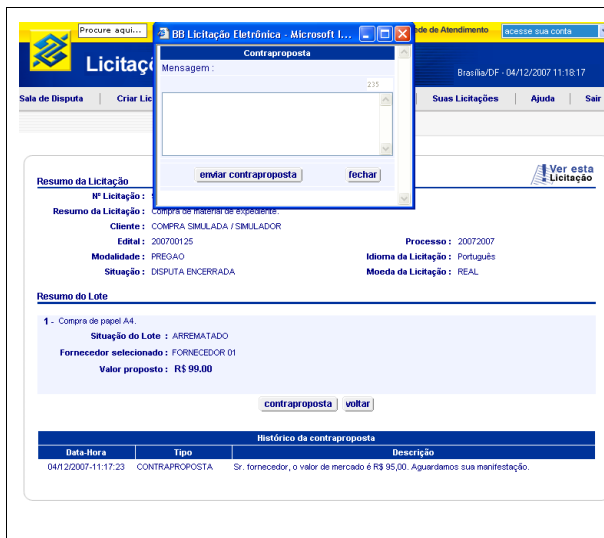 Procure aqui...
BB Licitação Eletrônica - Microsoft I...
de de Atendimento
acesse sua conta
Licitaç
Contraproposta
Mensagem :
235
enviar contraproposta
fechar
Brasília/DF - 04/12/2007 11:18:17
Sala de Disputa
Criar Lic
Suas Licitações
Ajuda
Sair
Ver esta
Licitação
Resumo da Licitação
Nº Licitação :
Resumo da Licitação : Compra de material de expediente.
Cliente : COMPRA SIMULADA / SIMULADOR
Edital : 200700125
Processo : 20072007
Modalidade : PREGAO
Idioma da Licitação : Português
Situação : DISPUTA ENCERRADA
Moeda da Licitação : REAL
Resumo do Lote
1 - Compra de papel A4.
Situação do Lote : ARREMATADO
Fornecedor selecionado : FORNECEDOR 01
Valor proposto : R$ 99.00
contraproposta
voltar
Histórico da contraproposta
Data-Hora Tipo Descrição
04/12/2007-11:17:23 CONTRAPROPOSTA Sr. fornecedor, o valor de mercado é R$ 95,00. Aguardamos sua manifestação.